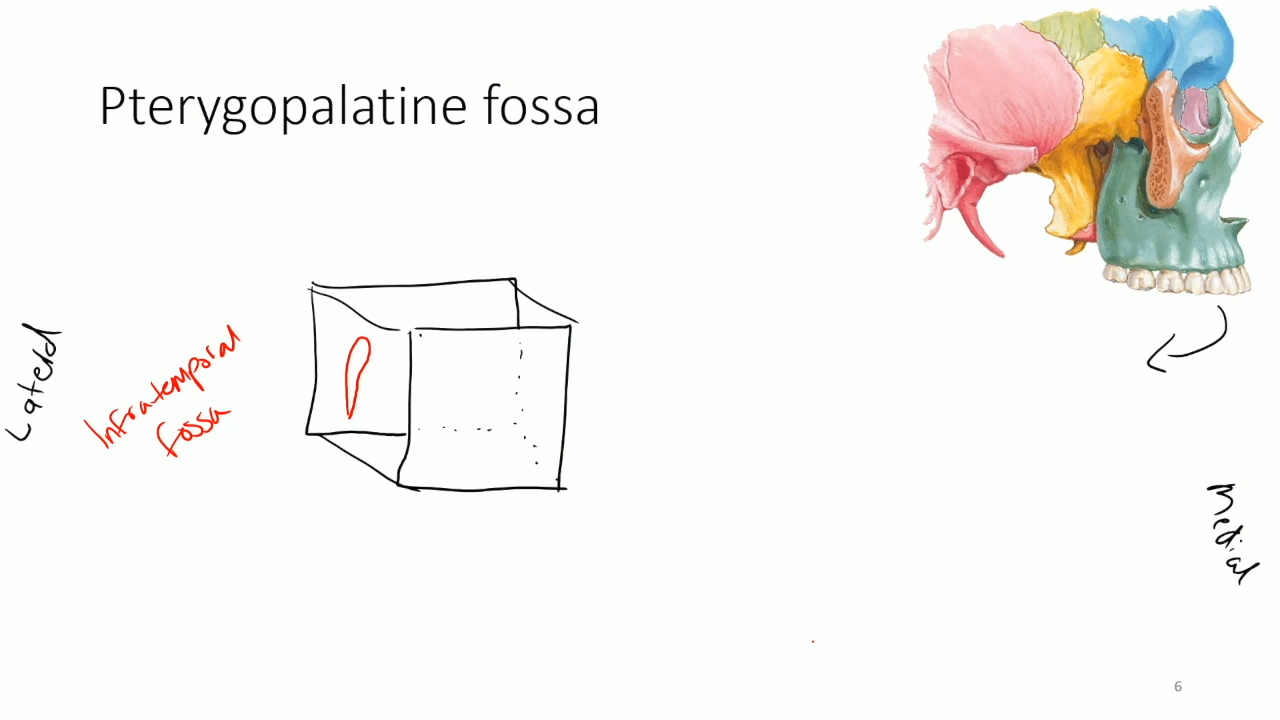 Pterygopalatine fossa
Lateral
Infratemporal
fossa
Medial
6